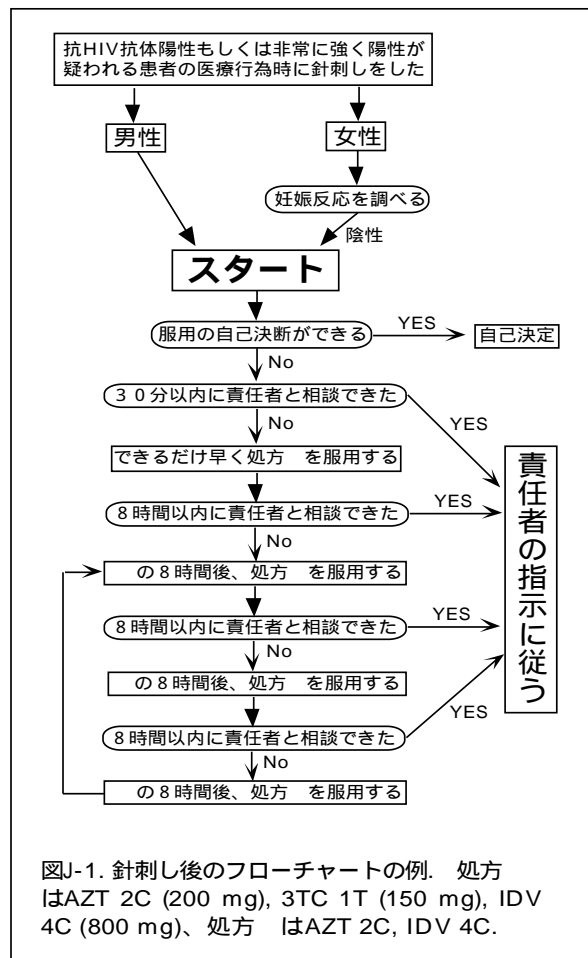 抗HIV抗体陽性もしくは非常に強く陽性が
疑われる患者の医療行為時に針刺しをした
男性
女性
妊娠反応を調べる
陰性
スタート
服用の自己決断ができる
YES
自己決定
No
30分以内に責任者と相談できた
YES
No
できるだけ早く処方 を服用する
8時間以内に責任者と相談できた
YES
No
の8時間後、処方 を服用する
8時間以内に責任者と相談できた
YES
No
の8時間後、処方 を服用する
YES
8時間以内に責任者と相談できた
No
の8時間後、処方 を服用する
責任者の指示に従う
図J-1. 針刺し後のフローチャートの例. 処方
はAZT 2C (200 mg), 3TC 1T (150 mg), IDV
4C (800 mg)、処方 はAZT 2C, IDV 4C.